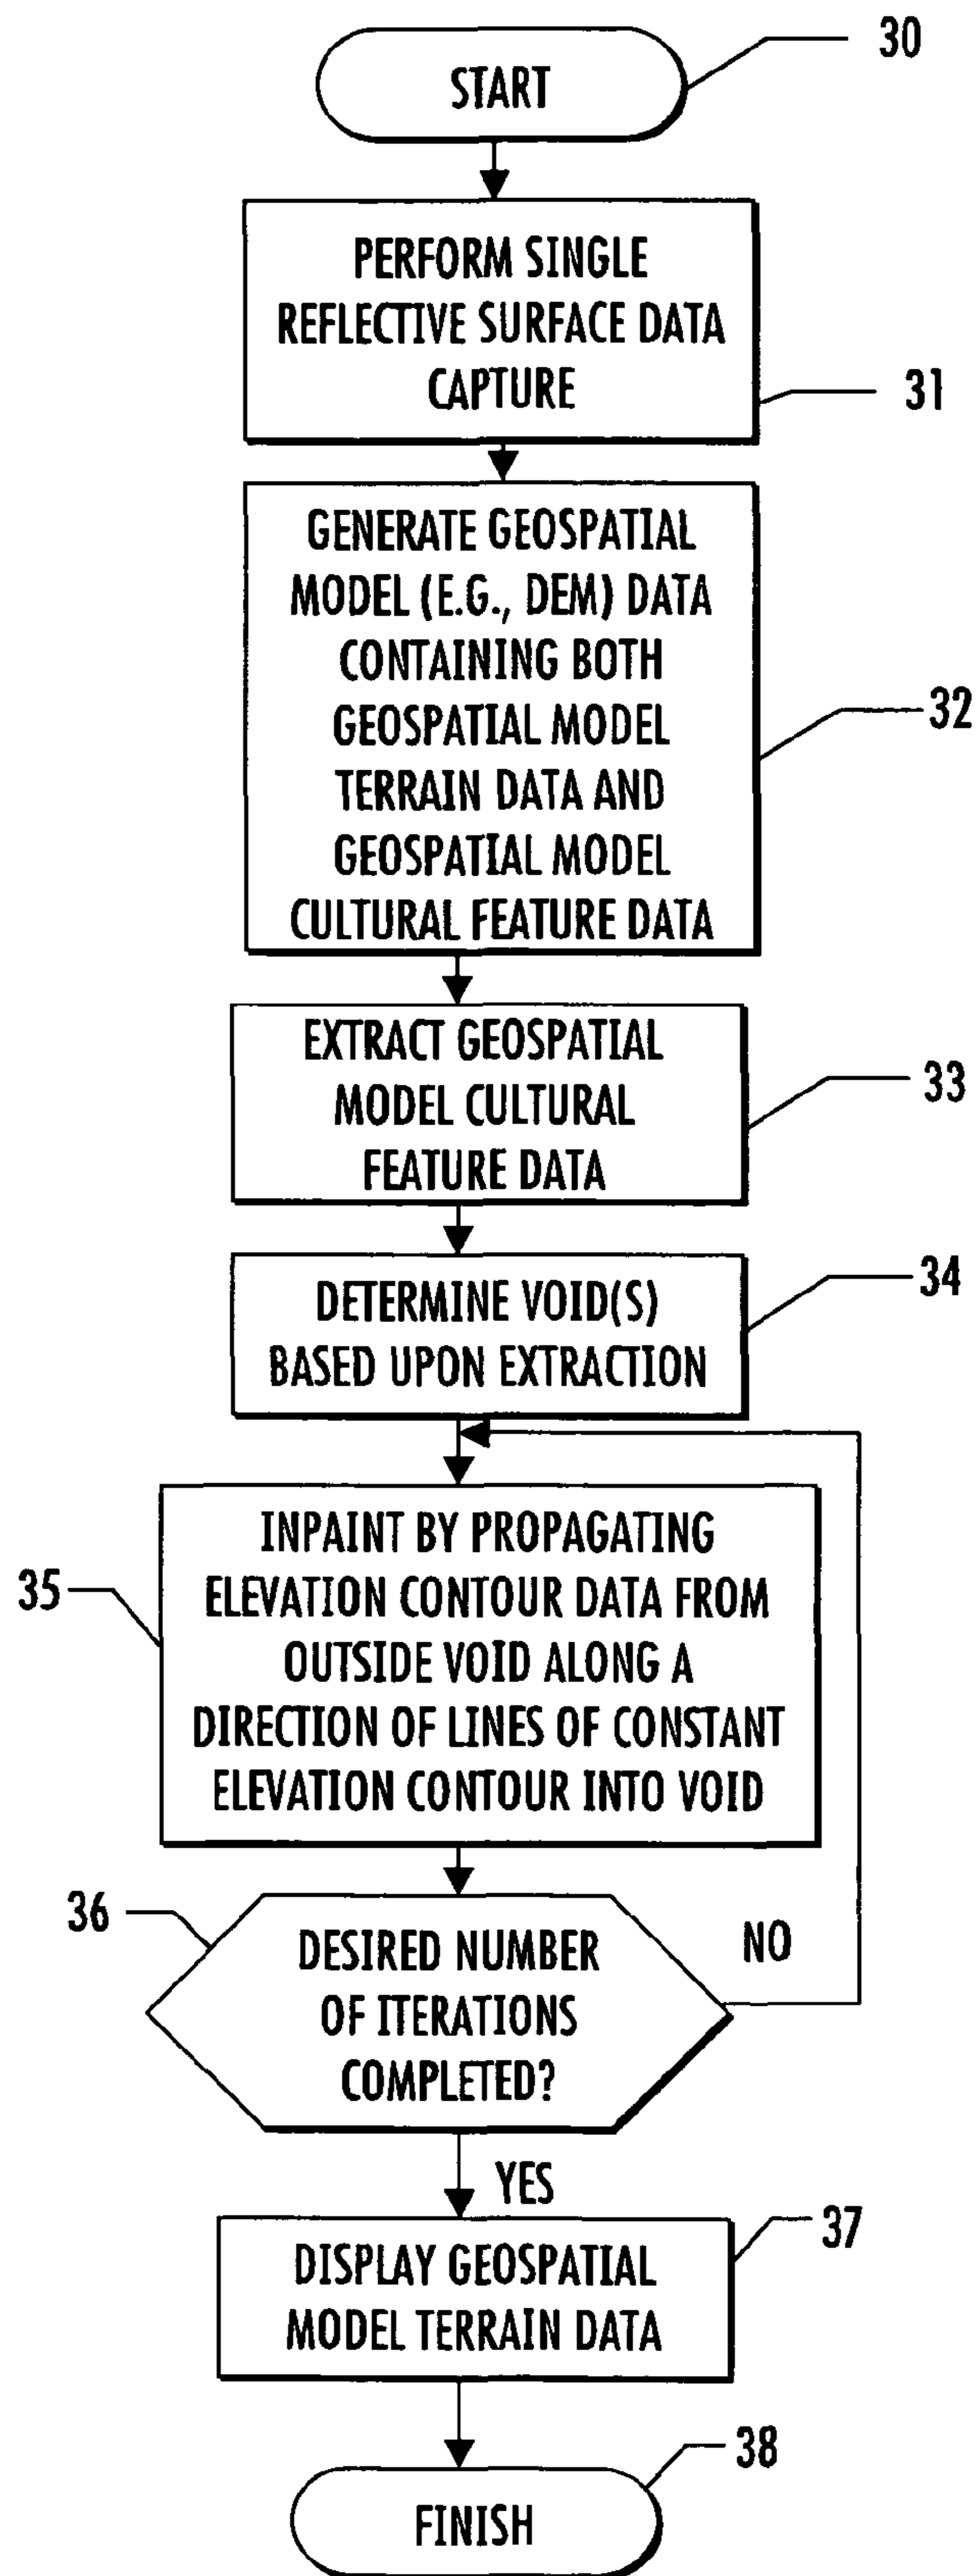 30
START
PERFORM SINGLE
REFLECTIVE SURFACE DATA
CAPTURE
31
GENERATE GEOSPATIAL
MODEL (E.G., DEM) DATA
CONTAINING BOTH
GEOSPATIAL MODEL
TERRAIN DATA AND
GEOSPATIAL MODEL
CULTURAL FEATURE DATA
32
EXTRACT GEOSPATIAL
MODEL CULTURAL
FEATURE DATA
33
DETERMINE VOID(S)
BASED UPON EXTRACTION
34
INPAINT BY PROPAGATING
ELEVATION CONTOUR DATA FROM
OUTSIDE VOID ALONG A
DIRECTION OF LINES OF CONSTANT
ELEVATION CONTOUR INTO VOID
35
36
DESIRED NUMBER
OF ITERATIONS
COMPLETED?
NO
YES
37
DISPLAY GEOSPATIAL
MODEL TERRAIN DATA
38
FINISH